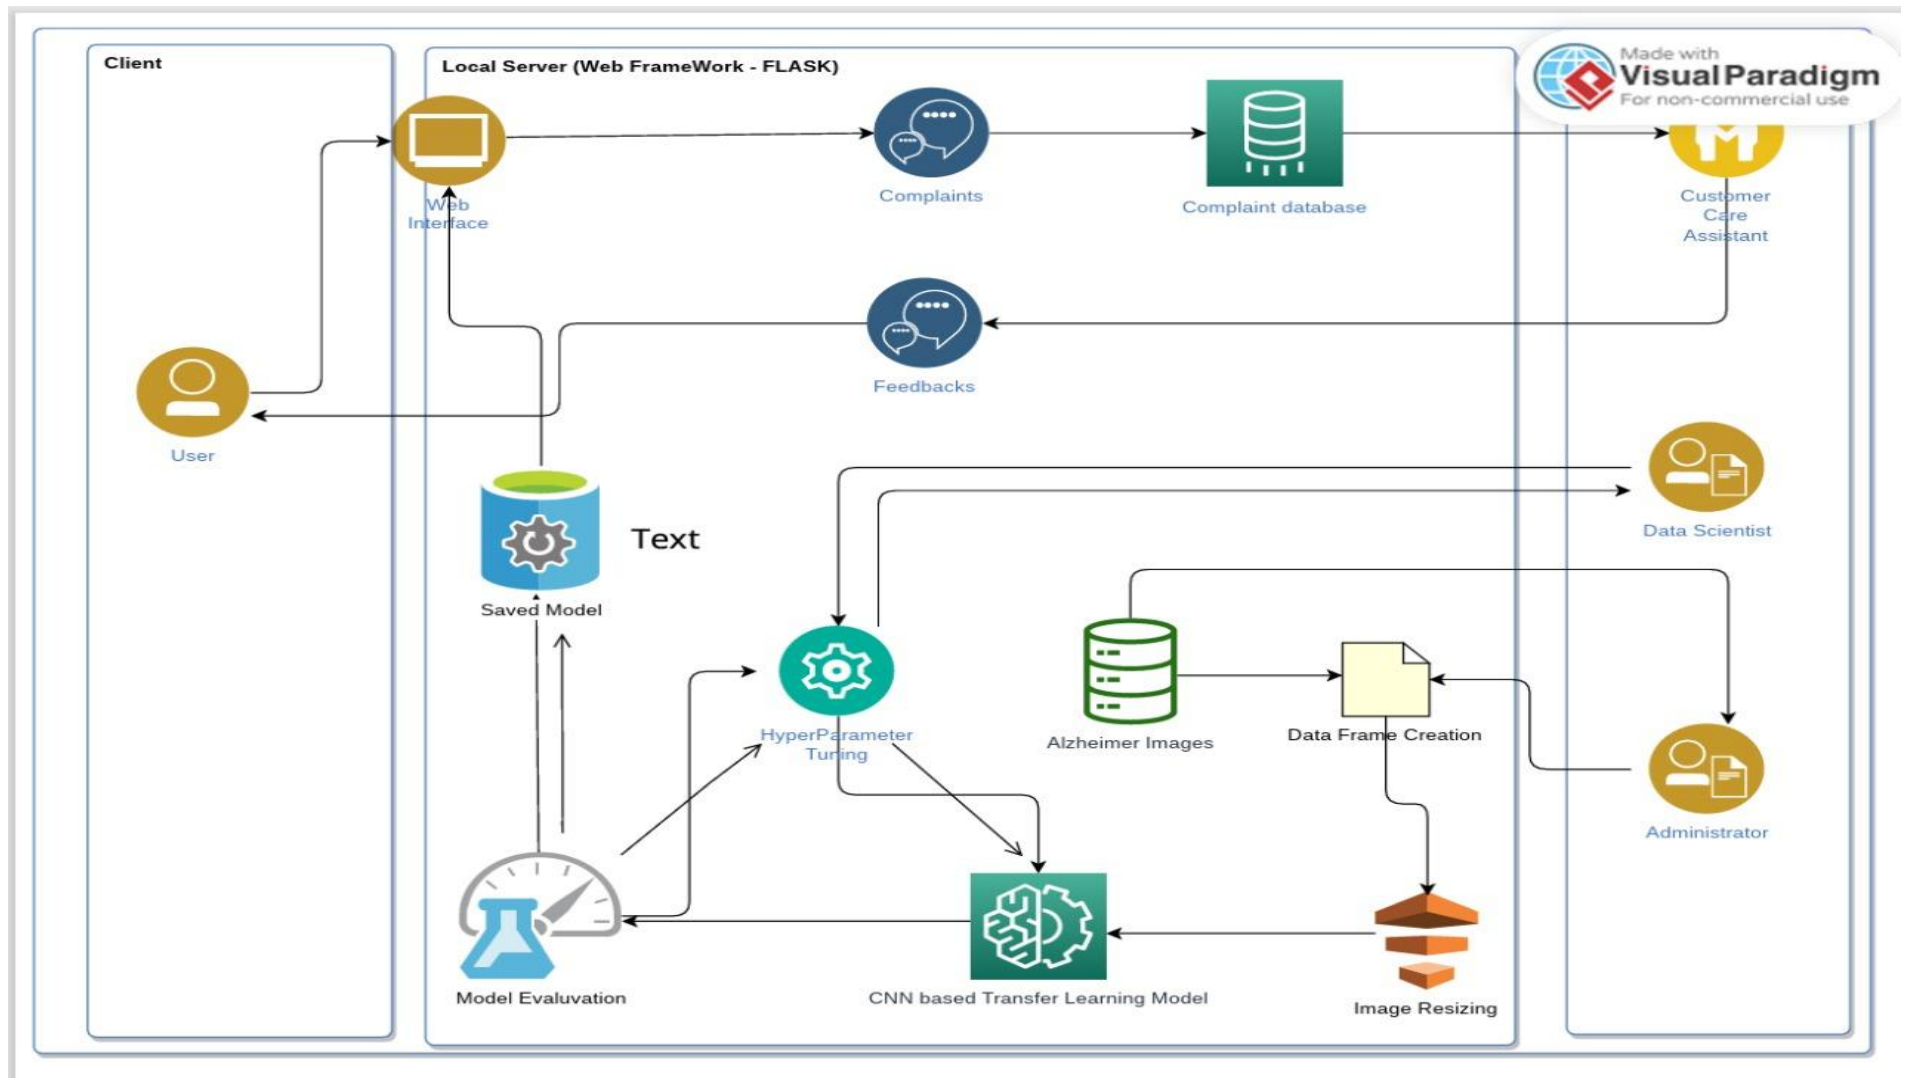 Client
Local Server (Web FrameWork - FLASK)
Made with
VisualParadigm
For non-commercial use
Web
Interface
Complaints
Complaint database
Customer
Care
Assistant
Feedbacks
User
Data Scientist
Text
Saved Model
HyperParameter
Tuning
Alzheimer Images
Data Frame Creation
Administrator
Model Evaluvation
CNN based Transfer Learning Model
Image Resizing